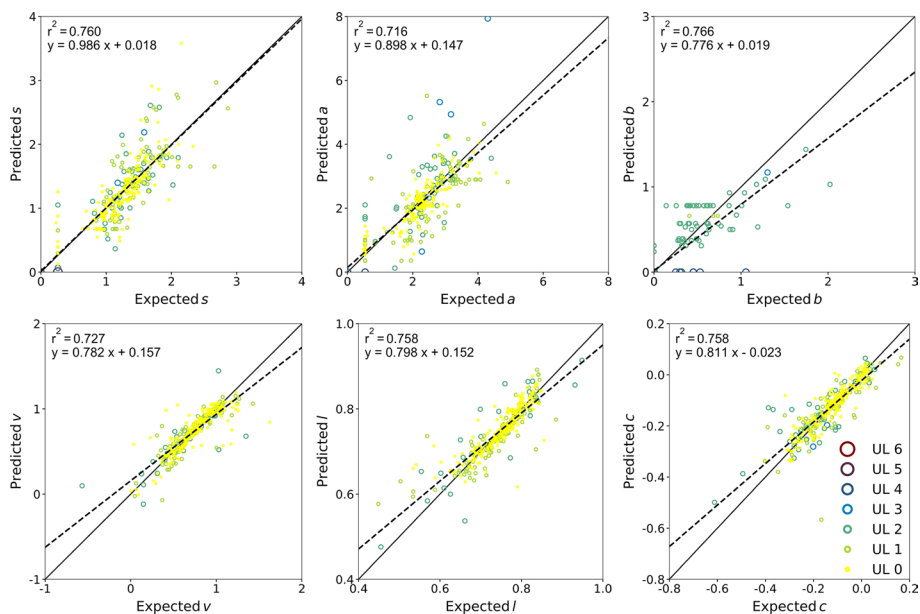 r² = 0.760
y = 0.986 x + 0.018
4
3
2
1
0
Predicted s
0 1 2 3 4
Expected s
r² = 0.716
y = 0.898 x + 0.147
8
6
4
2
0
Predicted a
0 2 4 6 8
Expected a
r² = 0.766
y = 0.776 x + 0.019
3
2
1
0
Predicted b
0 1 2 3
Expected b
r² = 0.727
y = 0.782 x + 0.157
2
1
0
-1
Predicted v
-1 0 1 2
Expected v
r² = 0.758
y = 0.798 x + 0.152
1.0
0.8
0.6
0.4
Predicted l
0.4 0.6 0.8 1.0
Expected l
r² = 0.758
y = 0.811 x - 0.023
0.2
0.0
-0.2
-0.4
-0.6
-0.8
Predicted c
-0.8 -0.6 -0.4 -0.2 0.0 0.2
Expected c
UL 6
UL 5
UL 4
UL 3
UL 2
UL 1
UL 0